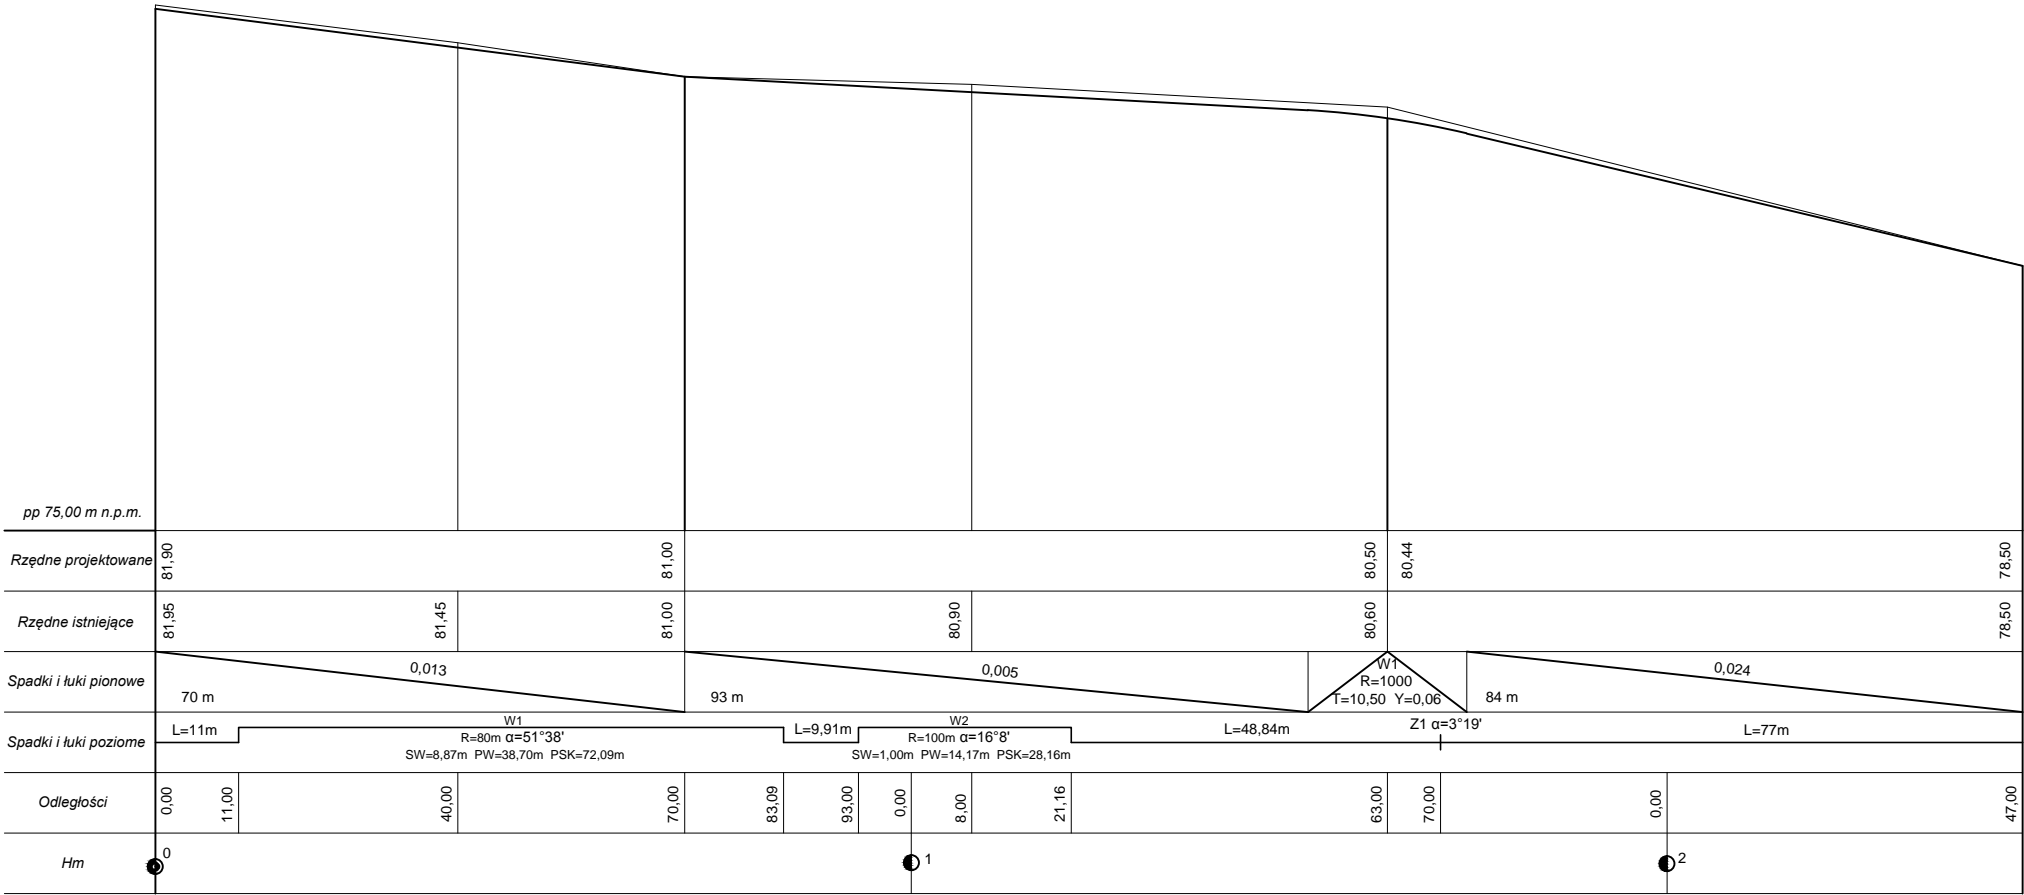 pp 75,00 m n.p.m.
Rzędne projektowane
81,90
81,00
80,50
80,44
78,50
Rzędne istniejące
81,95
81,45
81,00
80,90
80,60
78,50
Spadki i łuki pionowe
0,013
70 m
0,005
93 m
W1
R=1000
T=10,50 Y=0,06
0,024
84 m
Spadki i łuki poziome
L=11m
W1
R=80m α=51°38'
SW=8,87m PW=38,70m PSK=72,09m
L=9,91m
W2
R=100m α=16°8'
SW=1,00m PW=14,17m PSK=28,16m
L=48,84m
Z1 α=3°19'
L=77m
Odległości
0,00
11,00
40,00
70,00
83,09
93,00
0,00
8,00
21,16
63,00
70,00
0,00
47,00
Hm
0
1
2